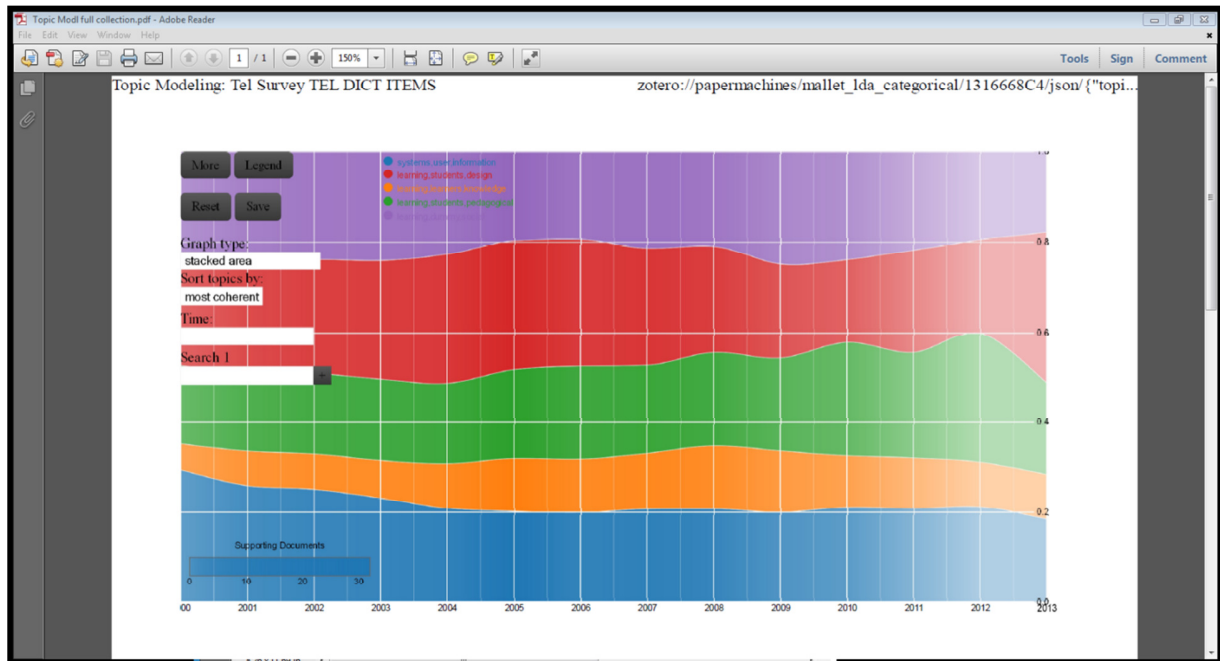 Topic Modl full collection.pdf - Adobe Reader
File Edit View Window Help
1 / 1 150% Tools Sign Comment
Topic Modeling: Tel Survey TEL DICT ITEMS zotero://papermachines/mallet_lda_categorical/1316668C4/json/{"topi...
More Legend
Reset Save
systems,user,information
learning,students,design
learning,learners,knowledge
learning,students,pedagogical
Graph type:
stacked area
Sort topics by:
most coherent
Time:
Search 1
+
1.0
0.8
0.6
0.4
0.2
0.0
Supporting Documents
0 10 20 30
00 2001 2002 2003 2004 2005 2006 2007 2008 2009 2010 2011 2012 2013